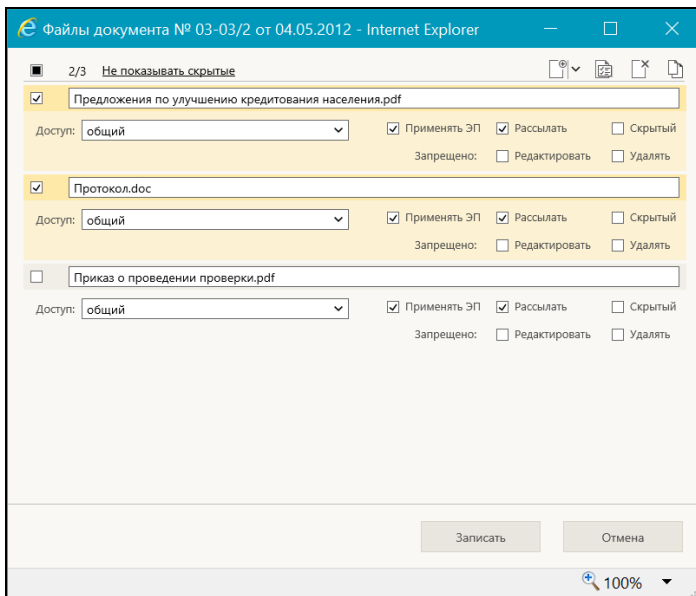 Файлы документа № 03-03/2 от 04.05.2012 - Internet Explorer
2/3 Не показывать скрытые
Предложения по улучшению кредитования населения.pdf
Доступ: общий Применять ЭП Рассылать Скрытый
Запрещено: Редактировать Удалять
Протокол.doc
Доступ: общий Применять ЭП Рассылать Скрытый
Запрещено: Редактировать Удалять
Приказ о проведении проверки.pdf
Доступ: общий Применять ЭП Рассылать Скрытый
Запрещено: Редактировать Удалять
Записать Отмена
100%